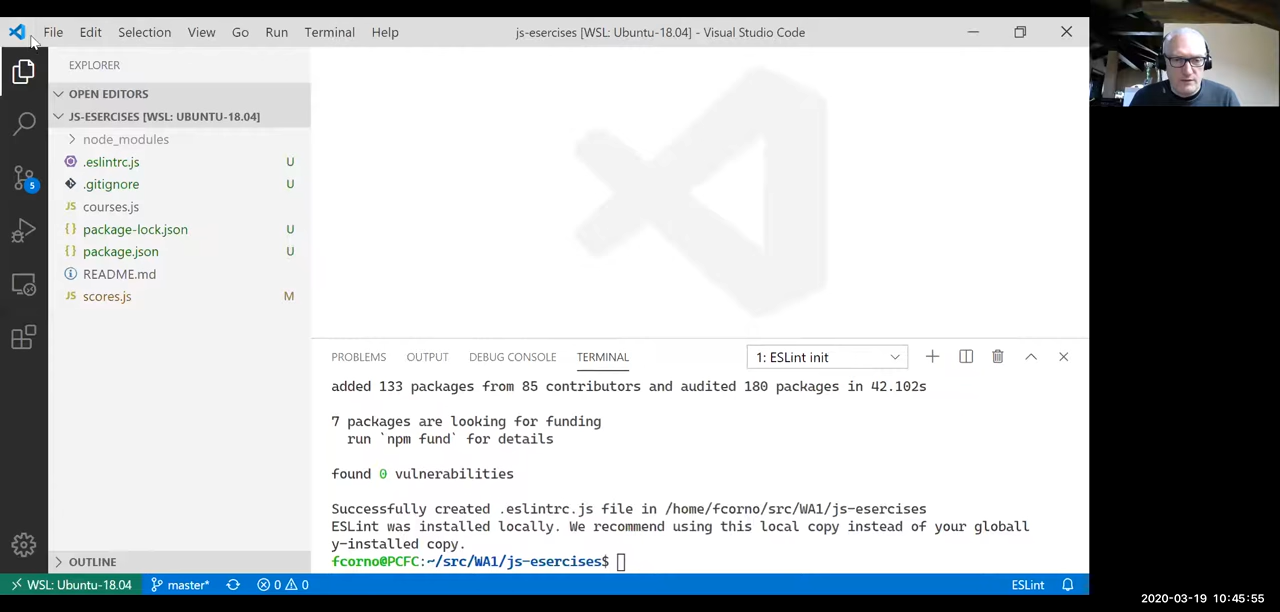 File Edit Selection View Go Run Terminal Help js-esercises [WSL: Ubuntu-18.04] - Visual Studio Code
EXPLORER
OPEN EDITORS
JS-ESERCISES [WSL: UBUNTU-18.04]
node_modules
.eslintrc.js U
.gitignore U
JS courses.js
{} package-lock.json U
{} package.json U
README.md
JS scores.js M
5
OUTLINE
PROBLEMS OUTPUT DEBUG CONSOLE TERMINAL 1: ESLint init
added 133 packages from 85 contributors and audited 180 packages in 42.102s
7 packages are looking for funding
run `npm fund` for details
found 0 vulnerabilities
Successfully created .eslintrc.js file in /home/fcorno/src/WA1/js-esercises
ESLint was installed locally. We recommend using this local copy instead of your globall
y-installed copy.
fcorno@PCFC:~/src/WA1/js-esercises$
WSL: Ubuntu-18.04 master* 0 0 ESLint
2020-03-19 10:45:55